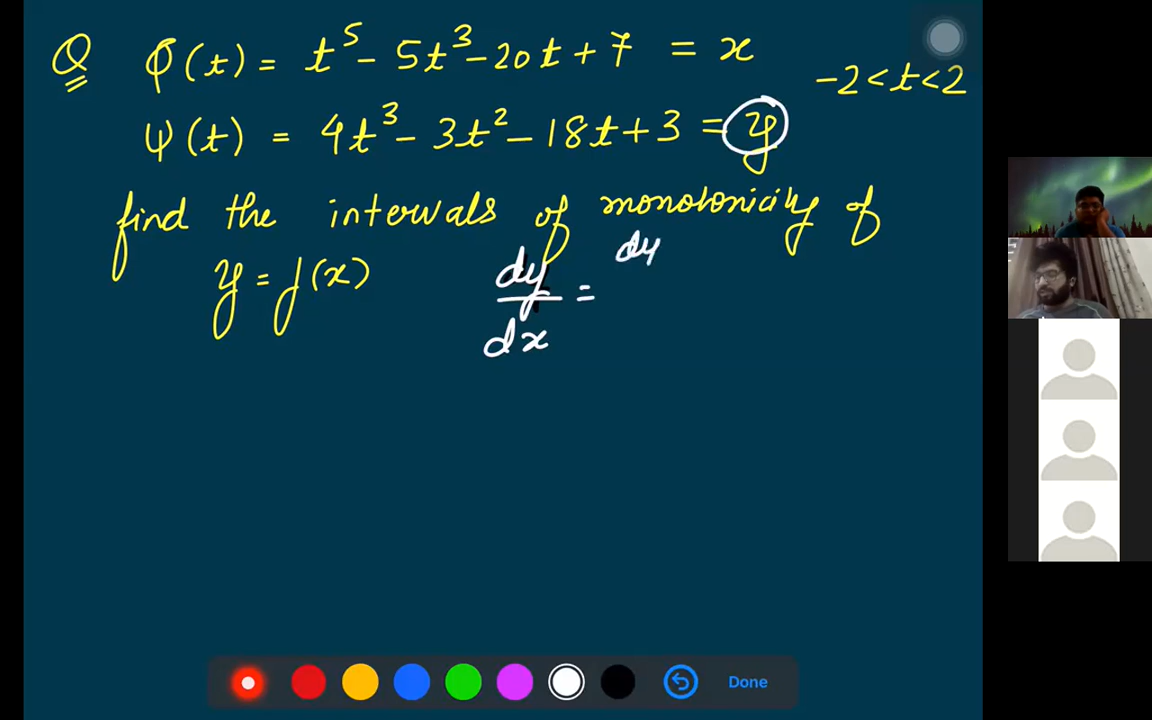 Q φ(t) = t⁵ - 5t³ - 20t + 7 = x
-2 < t < 2
ψ(t) = 4t³ - 3t² - 18t + 3 = y
find the intervals of monotonicity of
y = f(x) dy/dx = dy
Done